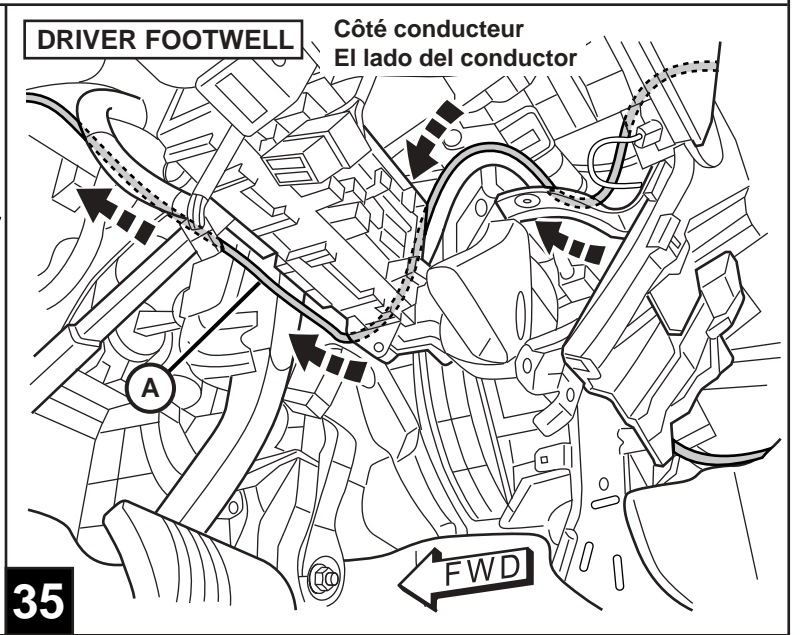 DRIVER FOOTWELL
Côté conducteur
El lado del conductor
A
FWD
35